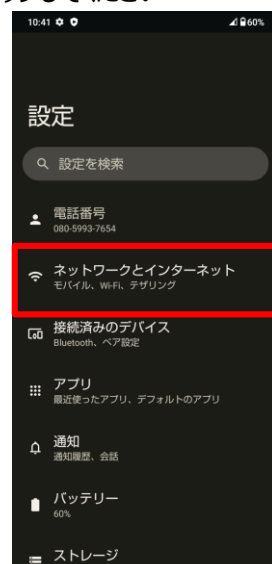 10:41 60%
設定
設定を検索
電話番号
080-5993-7654
ネットワークとインターネット
モバイル、Wi-Fi、テザリング
接続済みのデバイス
Bluetooth、ペア設定
アプリ
最近使ったアプリ、デフォルトのアプリ
通知
通知履歴、会話
バッテリー
60%
ストレージ